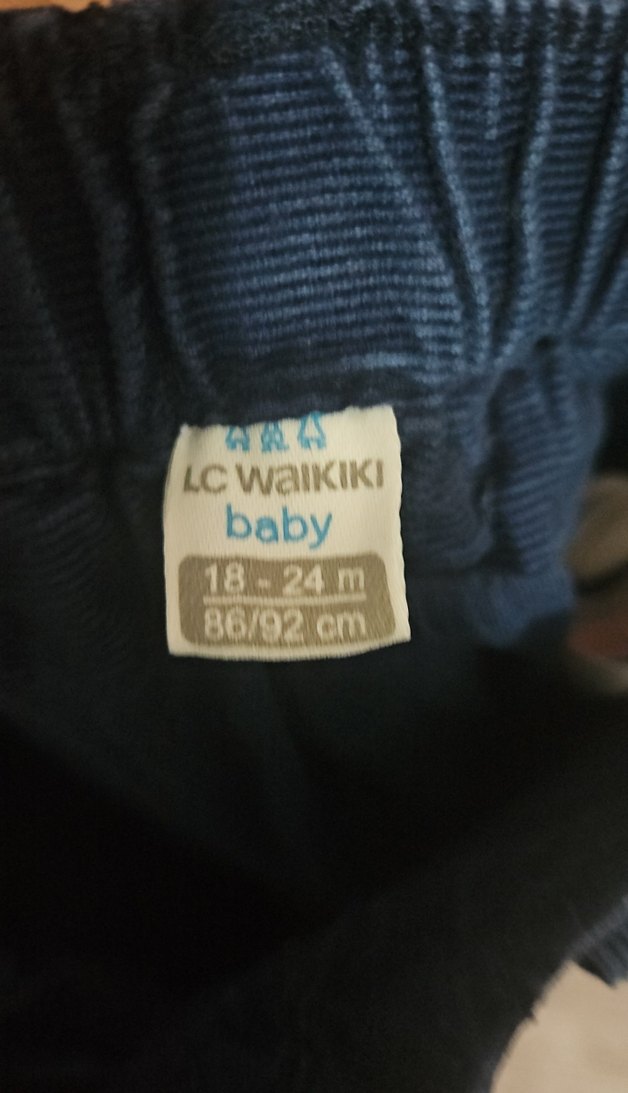 LC WAIKIKI
baby
18 - 24 m
86/92 cm